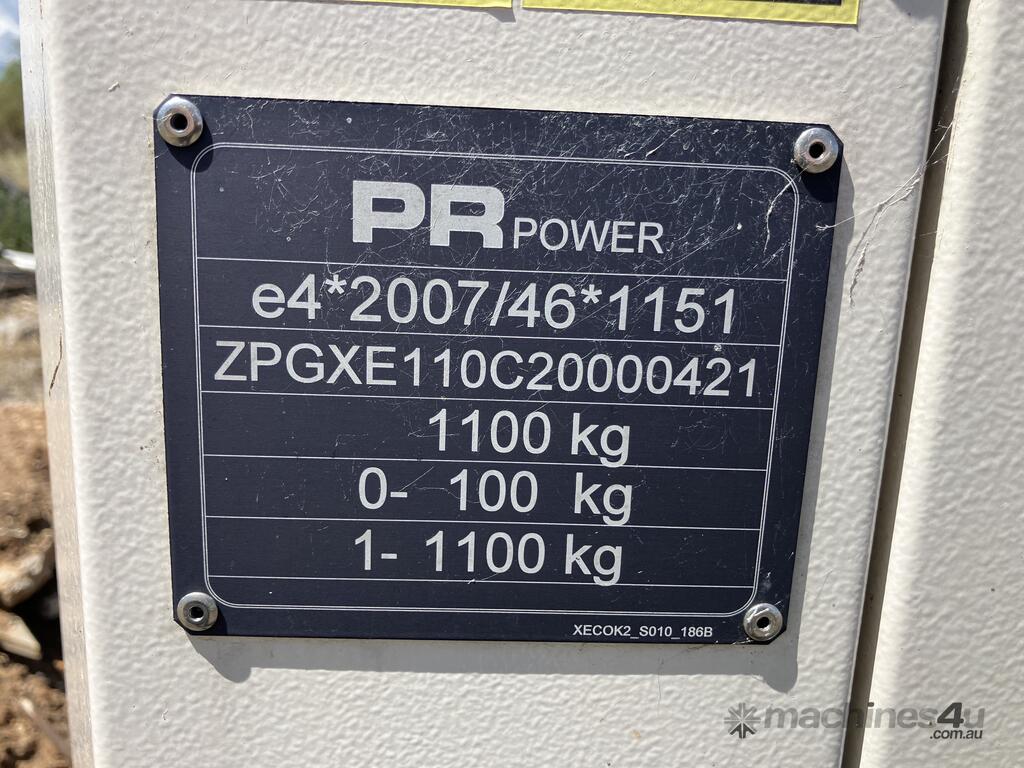 PR POWER
e4*2007/46*1151
ZPGXE110C20000421
1100 kg
0- 100 kg
1- 1100 kg
XECOK2_S010_186B
machines4u
.com.au